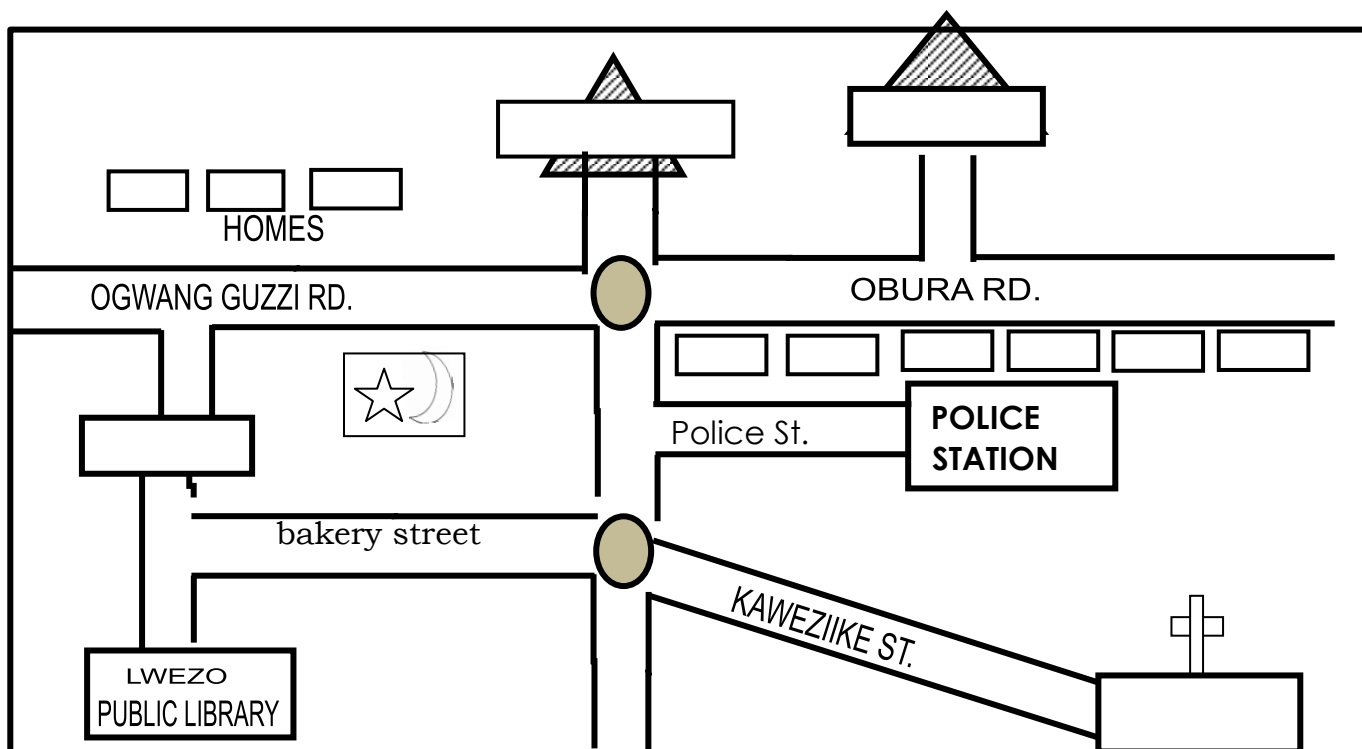 HOMES
OGWANG GUZZI RD.
OBURA RD.
Police St.
POLICE
STATION
bakery street
KAWEZIIKE ST.
LWEZO
PUBLIC LIBRARY